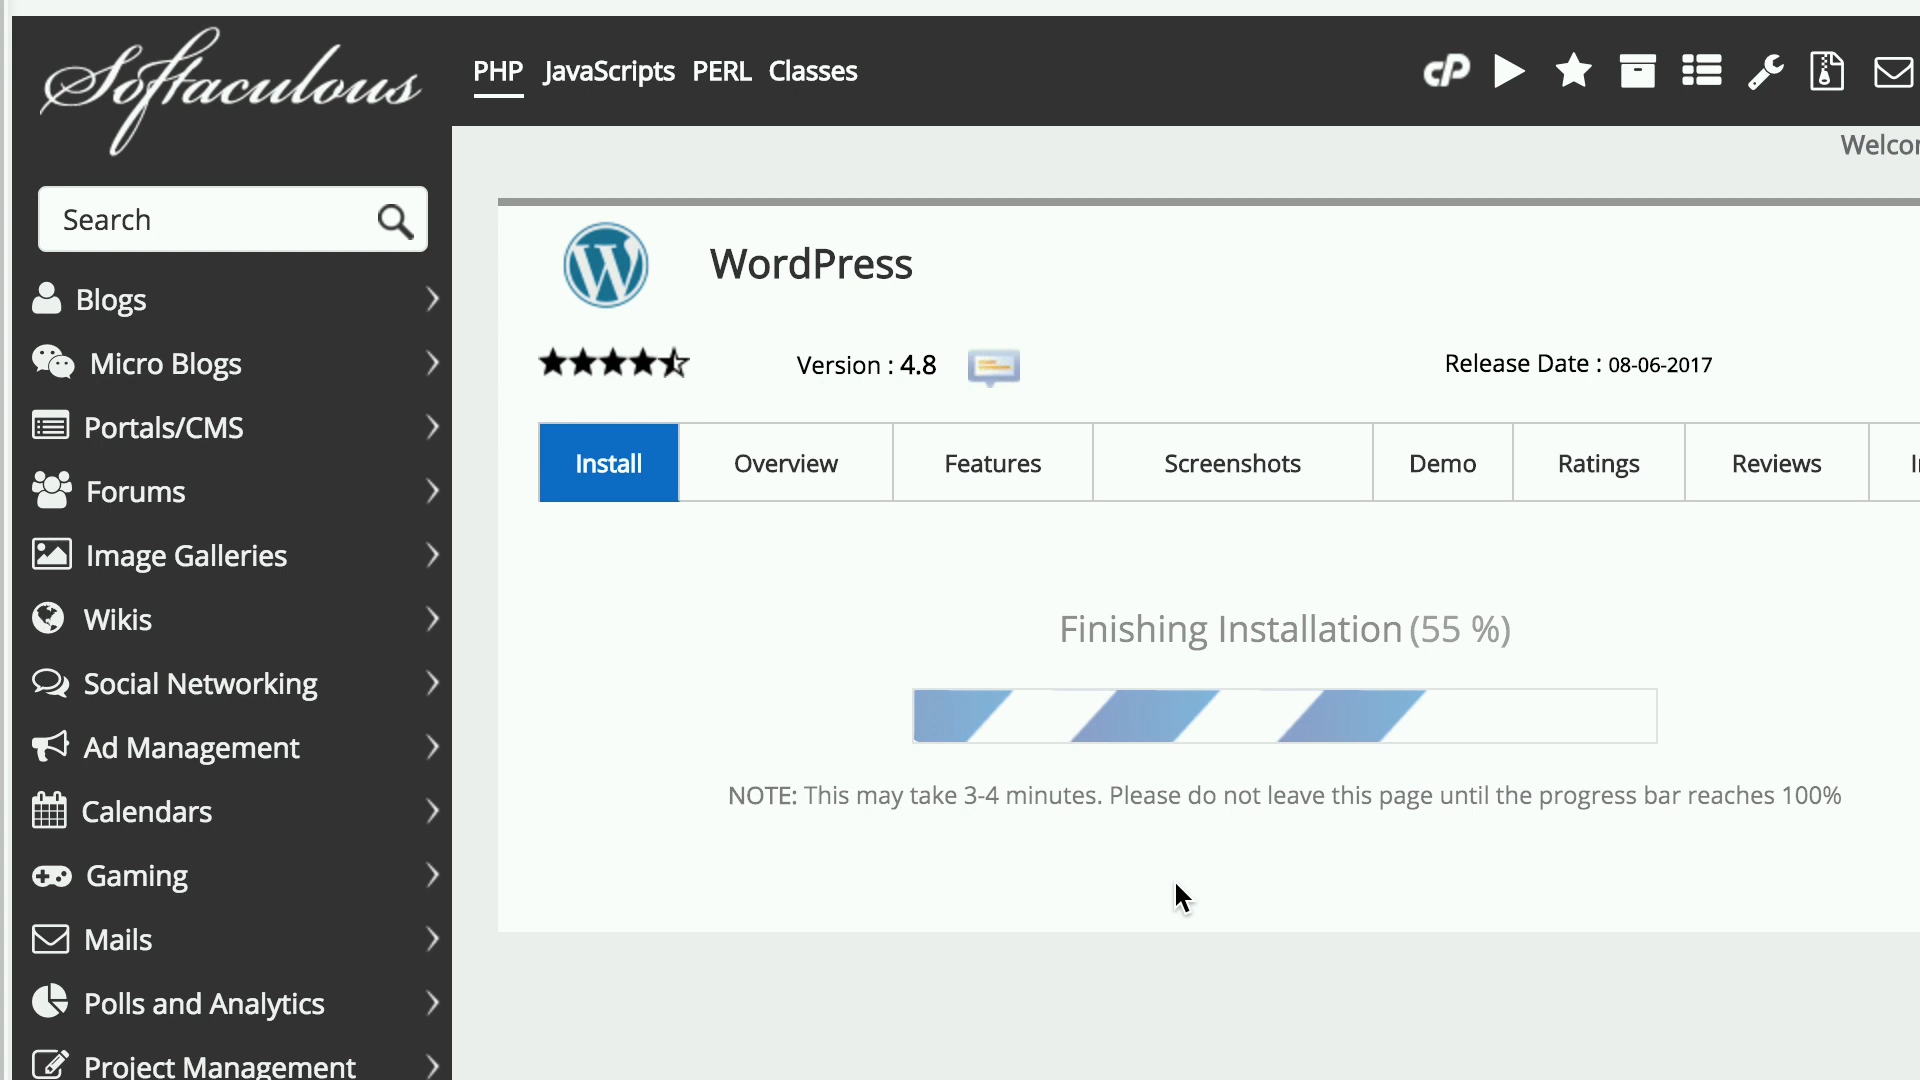 Softaculous
PHP JavaScripts PERL Classes
cP
Search
Blogs
Micro Blogs
Portals/CMS
Forums
Image Galleries
Wikis
Social Networking
Ad Management
Calendars
Gaming
Mails
Polls and Analytics
Project Management
WordPress
Version : 4.8
Release Date : 08-06-2017
Install Overview Features Screenshots Demo Ratings Reviews
Finishing Installation (55 %)
NOTE: This may take 3-4 minutes. Please do not leave this page until the progress bar reaches 100%